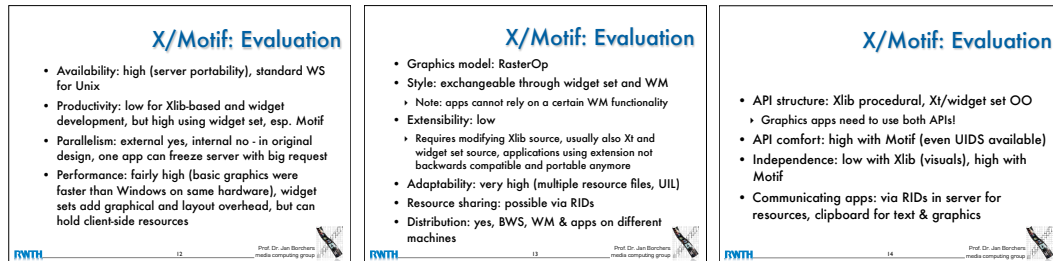 X/Motif: Evaluation
• Availability: high (server portability), standard WS
for Unix
• Productivity: low for Xlib-based and widget
development, but high using widget set, esp. Motif
• Parallelism: external yes, internal no - in original
design, one app can freeze server with big request
• Performance: fairly high (basic graphics were
faster than Windows on same hardware), widget
sets add graphical and layout overhead, but can
hold client-side resources
RWTH
12
Prof. Dr. Jan Borchers
media computing group
X/Motif: Evaluation
• Graphics model: RasterOp
• Style: exchangeable through widget set and WM
‣ Note: apps cannot rely on a certain WM functionality
• Extensibility: low
‣ Requires modifying Xlib source, usually also Xt and
widget set source, applications using extension not
backwards compatible and portable anymore
• Adaptability: very high (multiple resource files, UIL)
• Resource sharing: possible via RIDs
• Distribution: yes, BWS, WM & apps on different
machines
RWTH
13
Prof. Dr. Jan Borchers
media computing group
X/Motif: Evaluation
• API structure: Xlib procedural, Xt/widget set OO
‣ Graphics apps need to use both APIs!
• API comfort: high with Motif (even UIDS available)
• Independence: low with Xlib (visuals), high with
Motif
• Communicating apps: via RIDs in server for
resources, clipboard for text & graphics
RWTH
14
Prof. Dr. Jan Borchers
media computing group